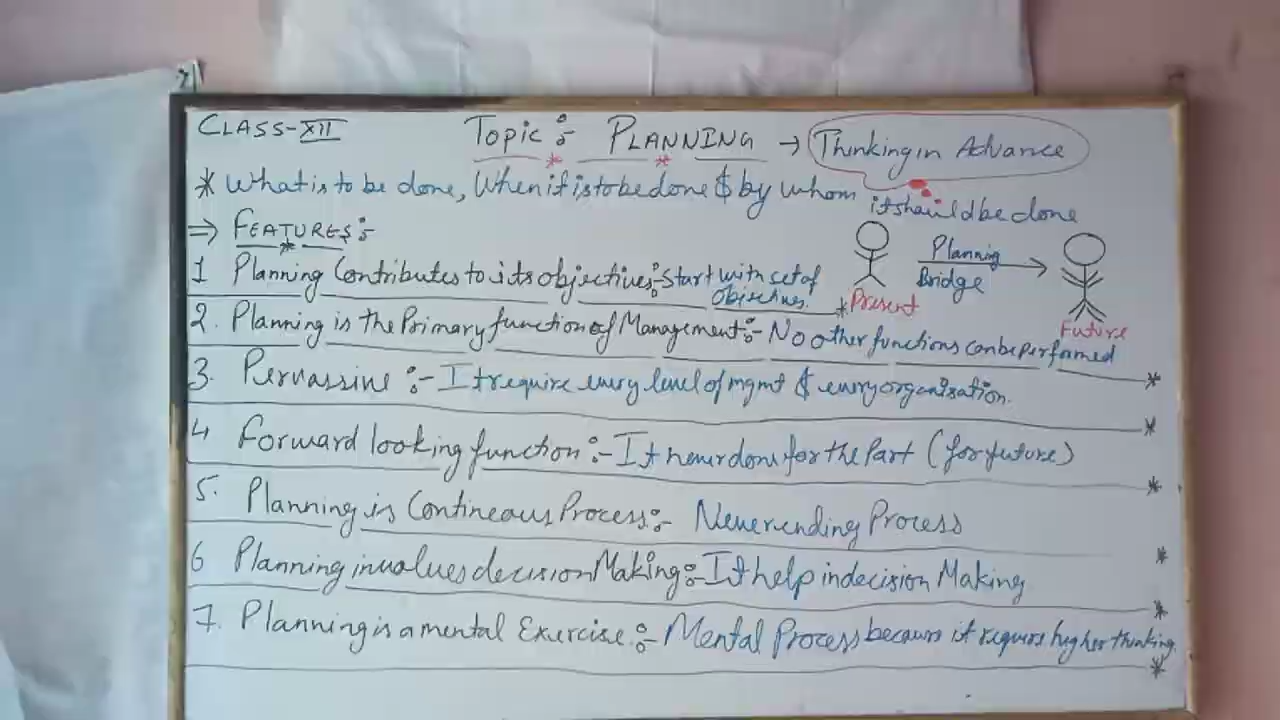 CLASS-XII
Topic :- PLANNING → Thinking in Advance
* What is to be done, When it is to be done & by whom it should be done
⇒ FEATURES :-
1 Planning Contributes to its objectives :- Start with set of objectives.
Present
Planning
Bridge
Future
2. Planning is the Primary function of Management :- No other functions can be performed
3. Pervassive :- It require every level of mgmt & every organisation.
4 Forward looking function :- It never done for the Past (for future)
5. Planning is Contineous Process :- Never ending Process
6 Planning involves decision Making :- It help in decision Making
7. Planning is a mental Exercise :- Mental Process because it requires higher thinking.